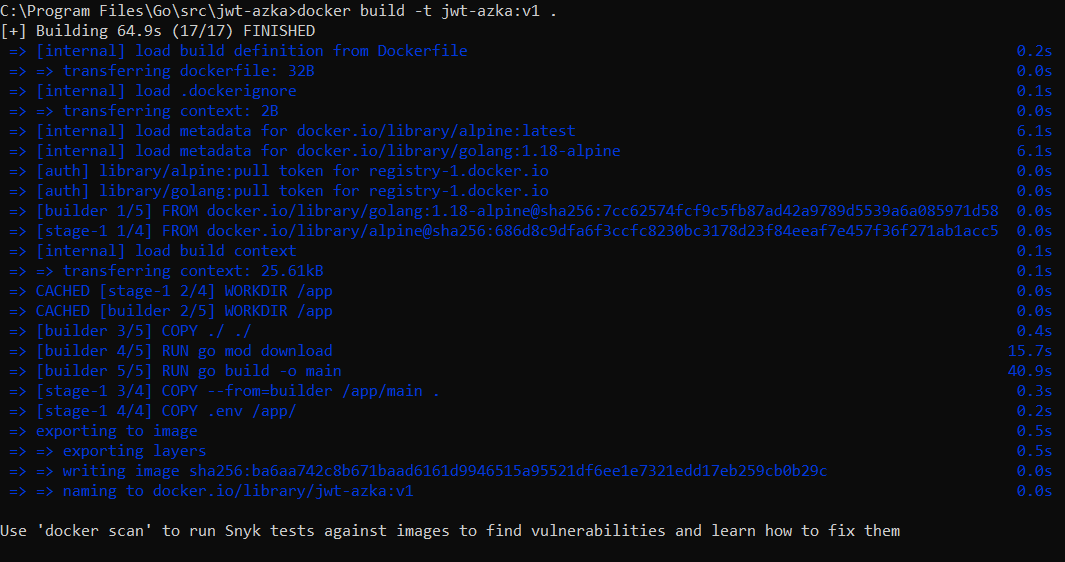 C:\Program Files\Go\src\jwt-azka>docker build -t jwt-azka:v1 .
[+] Building 64.9s (17/17) FINISHED
=> [internal] load build definition from Dockerfile 0.2s
=> => transferring dockerfile: 32B 0.0s
=> [internal] load .dockerignore 0.1s
=> => transferring context: 2B 0.0s
=> [internal] load metadata for docker.io/library/alpine:latest 6.1s
=> [internal] load metadata for docker.io/library/golang:1.18-alpine 6.1s
=> [auth] library/alpine:pull token for registry-1.docker.io 0.0s
=> [auth] library/golang:pull token for registry-1.docker.io 0.0s
=> [builder 1/5] FROM docker.io/library/golang:1.18-alpine@sha256:7cc62574fcf9c5fb87ad42a9789d5539a6a085971d58 0.0s
=> [stage-1 1/4] FROM docker.io/library/alpine@sha256:686d8c9dfa6f3ccfc8230bc3178d23f84eeaf7e457f36f271ab1acc5 0.0s
=> [internal] load build context 0.1s
=> => transferring context: 25.61kB 0.1s
=> CACHED [stage-1 2/4] WORKDIR /app 0.0s
=> CACHED [builder 2/5] WORKDIR /app 0.0s
=> [builder 3/5] COPY ./ ./ 0.4s
=> [builder 4/5] RUN go mod download 15.7s
=> [builder 5/5] RUN go build -o main 40.9s
=> [stage-1 3/4] COPY --from=builder /app/main . 0.3s
=> [stage-1 4/4] COPY .env /app/ 0.2s
=> exporting to image 0.5s
=> => exporting layers 0.5s
=> => writing image sha256:ba6aa742c8b671baad6161d9946515a95521df6ee1e7321edd17eb259cb0b29c 0.0s
=> => naming to docker.io/library/jwt-azka:v1 0.0s
Use 'docker scan' to run Snyk tests against images to find vulnerabilities and learn how to fix them